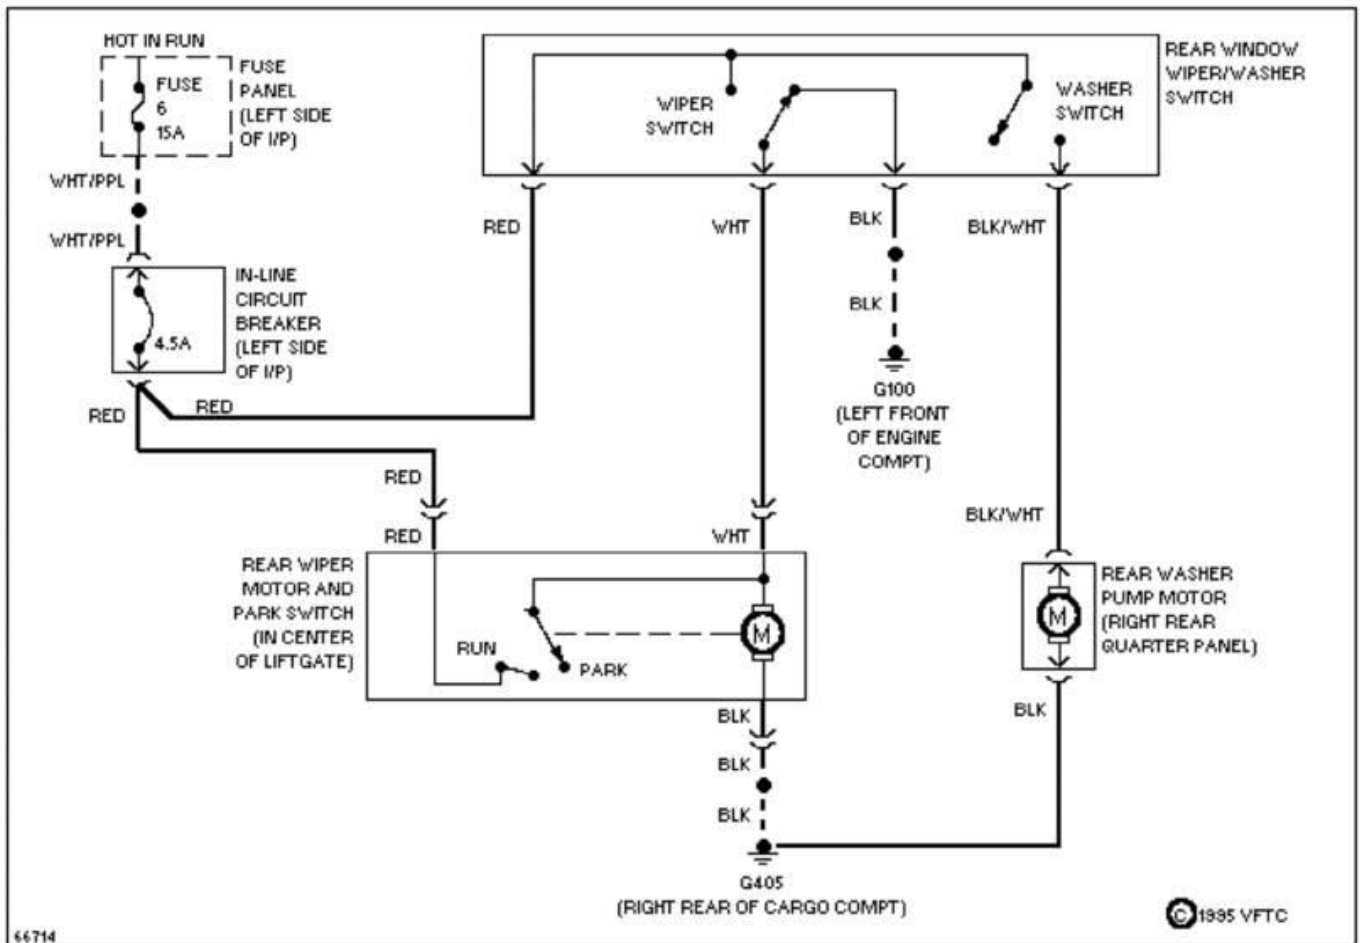 HOT IN RUN
FUSE
6
15A
FUSE
PANEL
(LEFT SIDE
OF I/P)
WHT/PPL
WHT/PPL
IN-LINE
CIRCUIT
BREAKER
(LEFT SIDE
OF I/P)
4.5A
RED
RED
REAR WINDOW
WIPER/WASHER
SWITCH
WIPER
SWITCH
WASHER
SWITCH
RED
WHT
BLK
BLK/WHT
BLK
G100
(LEFT FRONT
OF ENGINE
COMPT)
RED
RED
WHT
BLK/WHT
REAR WIPER
MOTOR AND
PARK SWITCH
(IN CENTER
OF LIFTGATE)
RUN
PARK
M
M
REAR WASHER
PUMP MOTOR
(RIGHT REAR
QUARTER PANEL)
BLK
BLK
BLK
BLK
G405
(RIGHT REAR OF CARGO COMPT)
© 1995 VFTC
66714